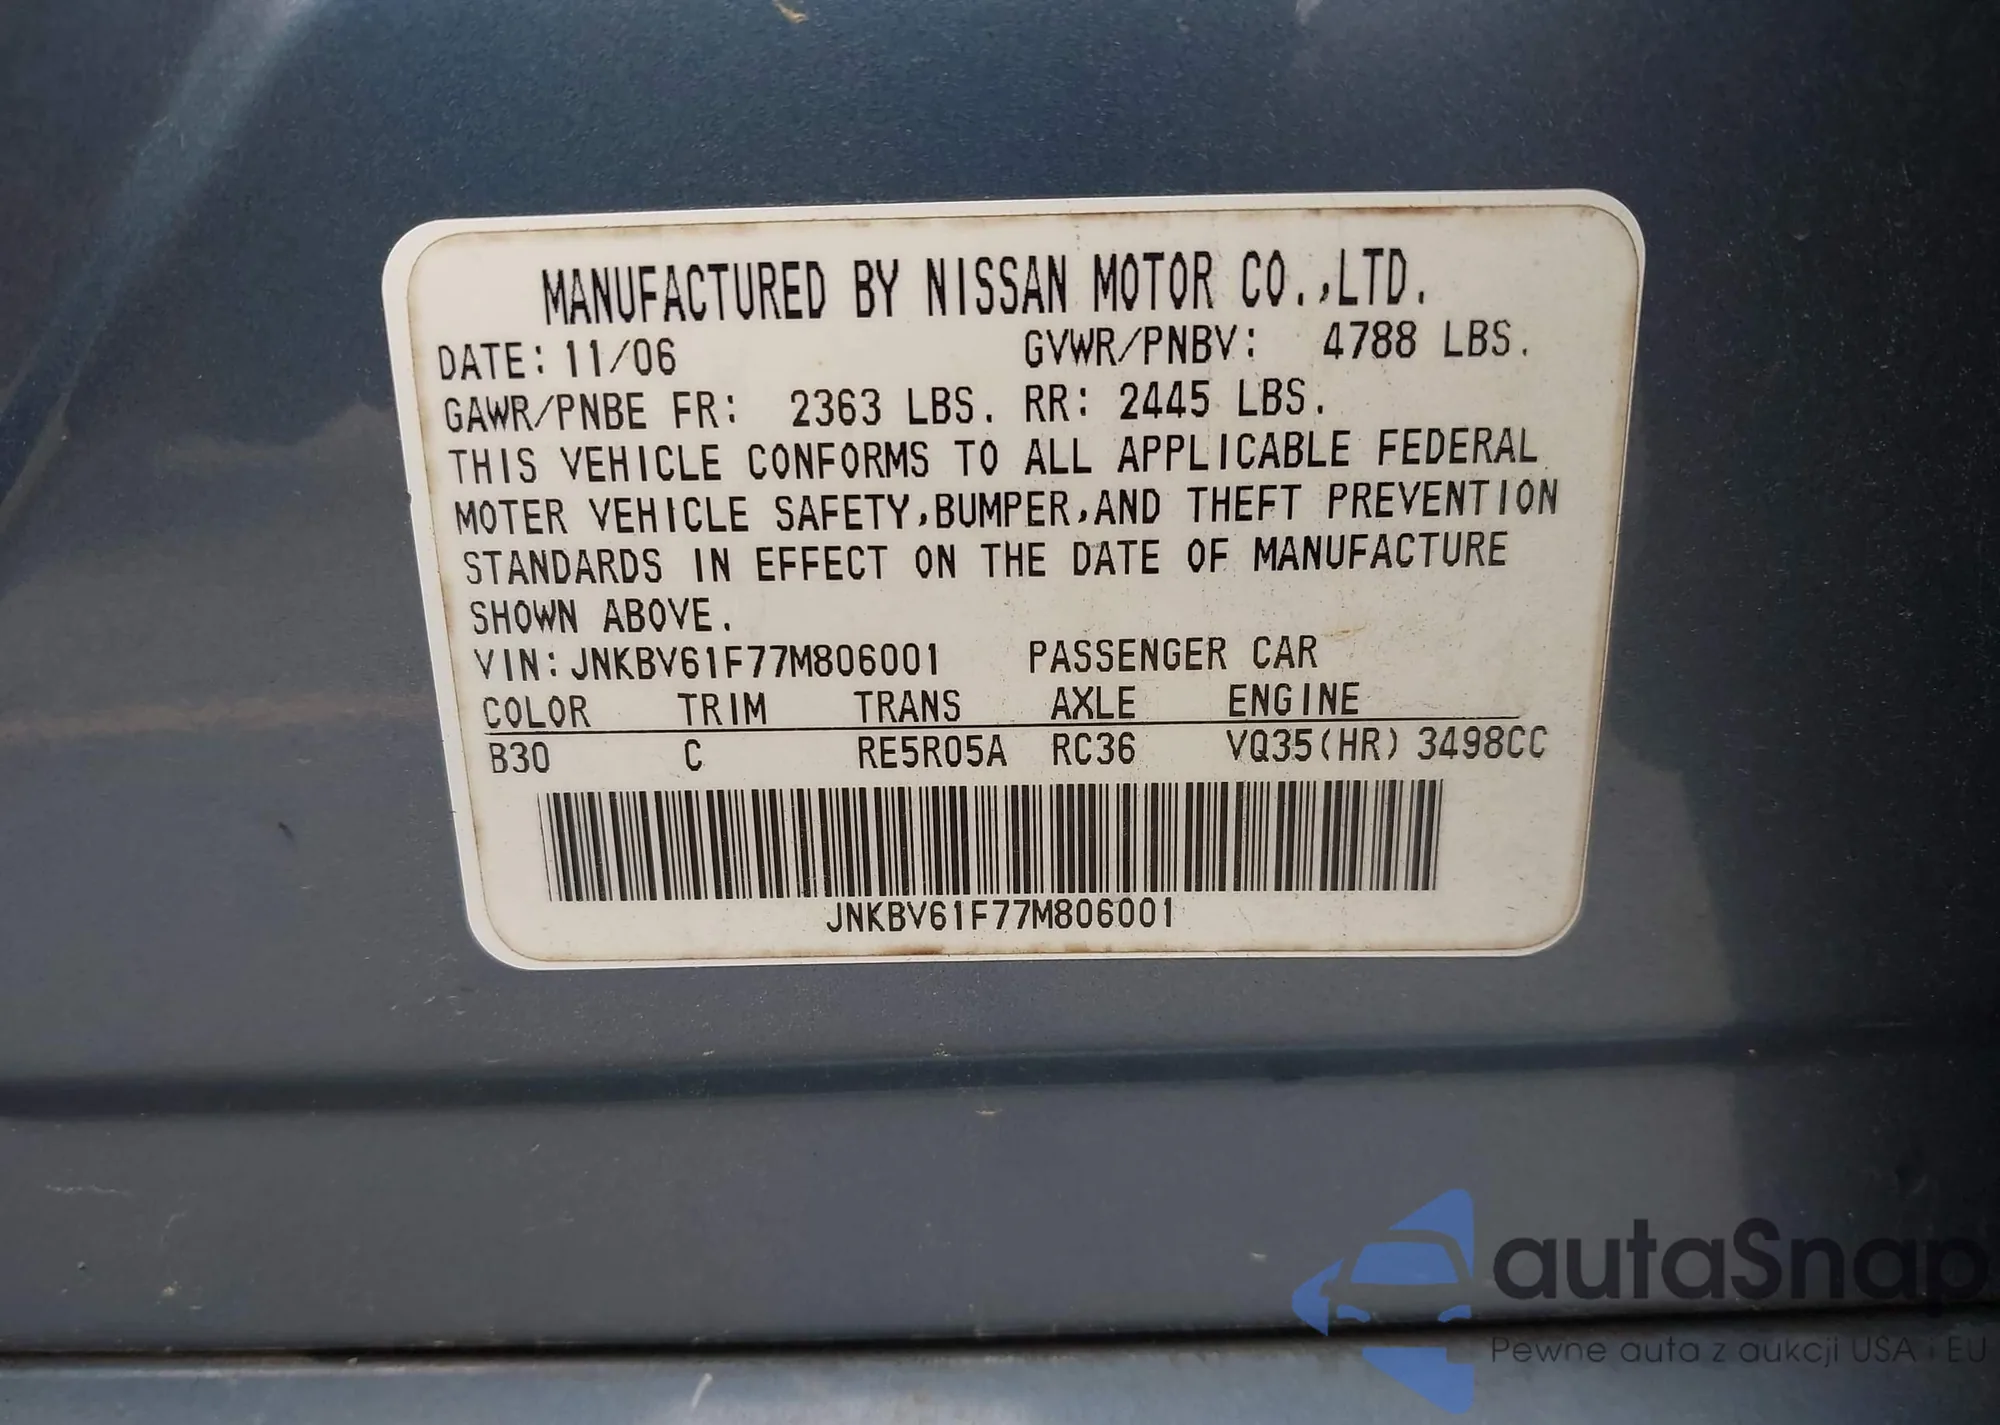 MANUFACTURED BY NISSAN MOTOR CO.,LTD.
DATE: 11/06 GVWR/PNBV: 4788 LBS.
GAWR/PNBE FR: 2363 LBS. RR: 2445 LBS.
THIS VEHICLE CONFORMS TO ALL APPLICABLE FEDERAL
MOTER VEHICLE SAFETY,BUMPER,AND THEFT PREVENTION
STANDARDS IN EFFECT ON THE DATE OF MANUFACTURE
SHOWN ABOVE.
VIN: JNKBV61F77M806001 PASSENGER CAR
COLOR TRIM TRANS AXLE ENGINE
B30 C RE5R05A RC36 VQ35(HR) 3498CC
JNKBV61F77M806001
autaSnap
Pewne auta z aukcji USA i EU